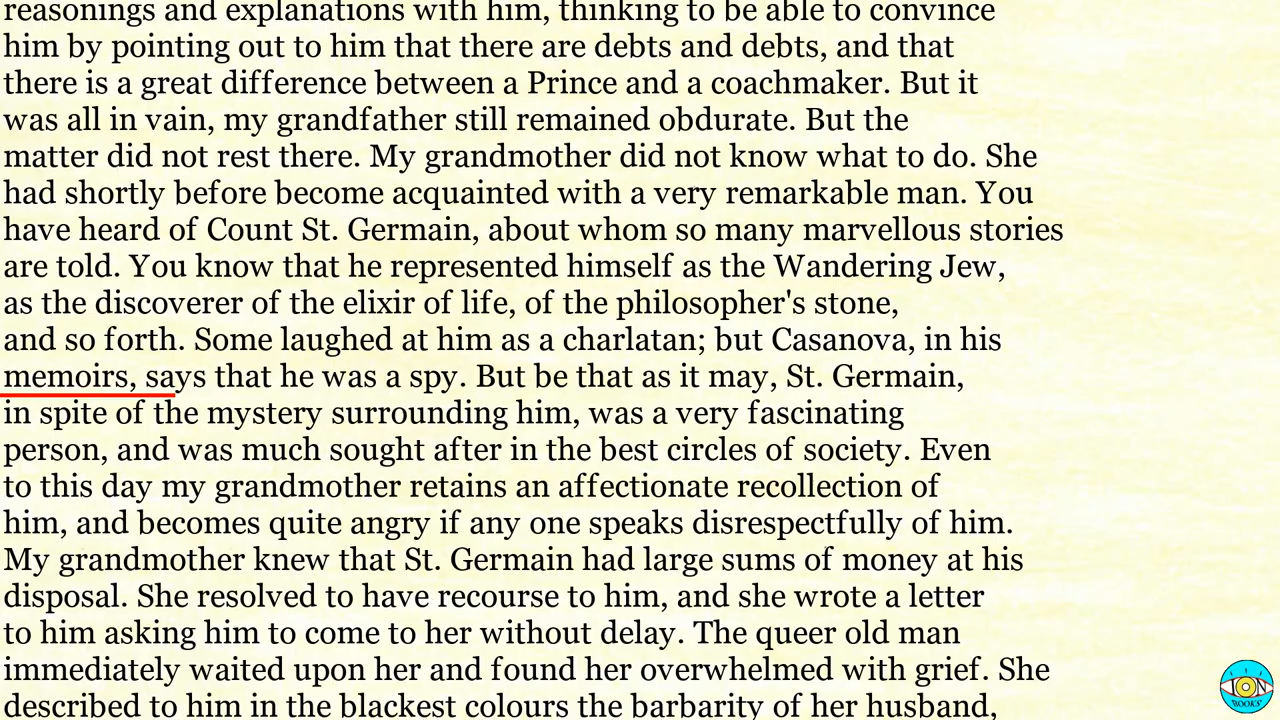 reasonings and explanations with him, thinking to be able to convince
him by pointing out to him that there are debts and debts, and that
there is a great difference between a Prince and a coachmaker. But it
was all in vain, my grandfather still remained obdurate. But the
matter did not rest there. My grandmother did not know what to do. She
had shortly before become acquainted with a very remarkable man. You
have heard of Count St. Germain, about whom so many marvellous stories
are told. You know that he represented himself as the Wandering Jew,
as the discoverer of the elixir of life, of the philosopher's stone,
and so forth. Some laughed at him as a charlatan; but Casanova, in his
memoirs, says that he was a spy. But be that as it may, St. Germain,
in spite of the mystery surrounding him, was a very fascinating
person, and was much sought after in the best circles of society. Even
to this day my grandmother retains an affectionate recollection of
him, and becomes quite angry if any one speaks disrespectfully of him.
My grandmother knew that St. Germain had large sums of money at his
disposal. She resolved to have recourse to him, and she wrote a letter
to him asking him to come to her without delay. The queer old man
immediately waited upon her and found her overwhelmed with grief. She
described to him in the blackest colours the barbarity of her husband,
ION
BOOKS